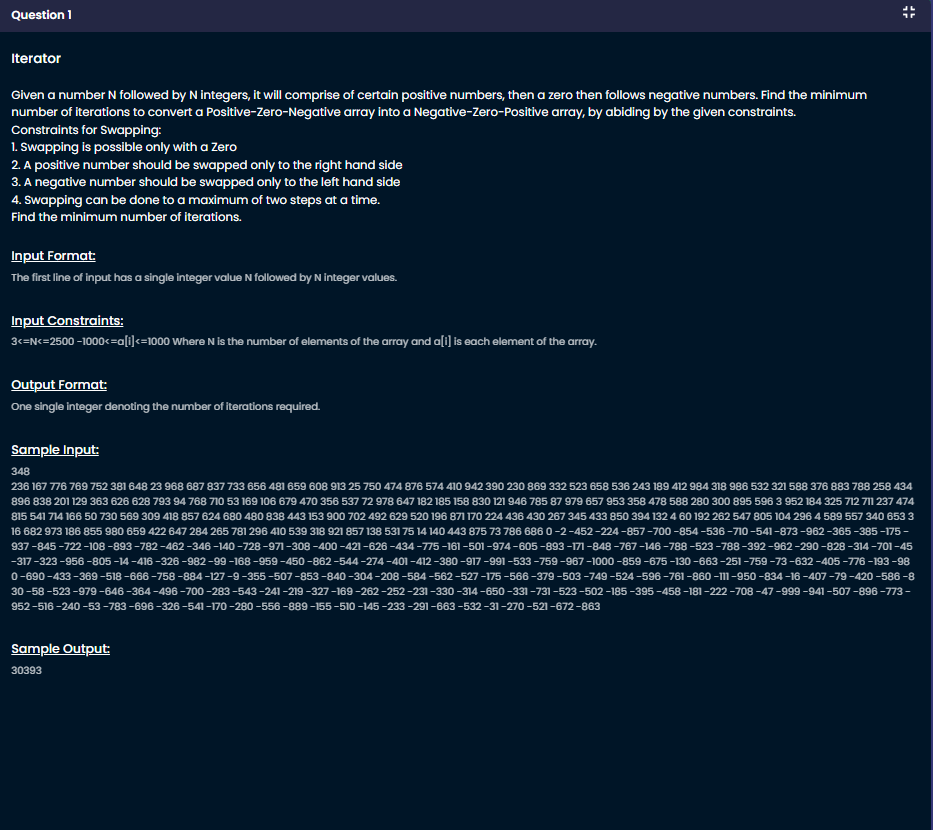 Question 1
Iterator
Given a number N followed by N integers, it will comprise of certain positive numbers, then a zero then follows negative numbers. Find the minimum
number of iterations to convert a Positive-Zero-Negative array into a Negative-Zero-Positive array, by abiding by the given constraints.
Constraints for Swapping:
1. Swapping is possible only with a Zero
2. A positive number should be swapped only to the right hand side
3. A negative number should be swapped only to the left hand side
4. Swapping can be done to a maximum of two steps at a time.
Find the minimum number of iterations.
Input Format:
The first line of input has a single integer value N followed by N integer values.
Input Constraints:
3<=N<=2500 -1000<=a[i]<=1000 Where N is the number of elements of the array and a[i] is each element of the array.
Output Format:
One single integer denoting the number of iterations required.
Sample Input:
348
236 167 776 769 752 381 648 23 968 687 837 733 656 481 659 608 913 25 750 474 876 574 410 942 390 230 869 332 523 658 536 243 189 412 984 318 986 532 321 588 376 883 788 258 434
896 838 201 129 363 626 628 793 94 768 710 53 169 106 679 470 356 537 72 978 647 182 185 158 830 121 946 785 87 979 657 953 358 478 588 280 300 895 596 3 952 184 325 712 711 237 474
815 541 714 166 50 730 569 309 418 857 624 680 480 838 443 153 900 702 492 629 520 196 871 170 224 436 430 267 345 433 850 394 132 4 60 192 262 547 805 104 296 4 589 557 340 653 3
16 682 973 186 855 980 659 422 647 284 265 781 296 410 539 318 921 857 138 531 75 14 140 443 875 73 786 686 0 -2 -452 -224 -857 -700 -854 -536 -710 -541 -873 -962 -365 -385 -175 -
937 -845 -722 -108 -893 -782 -462 -346 -140 -728 -971 -308 -400 -421 -626 -434 -775 -161 -501 -974 -605 -893 -171 -848 -767 -146 -788 -523 -788 -392 -962 -290 -828 -314 -701 -45
-317 -323 -956 -805 -14 -416 -326 -982 -99 -168 -959 -450 -862 -544 -274 -401 -412 -380 -917 -991 -533 -759 -967 -1000 -859 -675 -130 -663 -251 -759 -73 -632 -405 -776 -193 -98
0 -690 -433 -369 -518 -666 -758 -884 -127 -9 -355 -507 -853 -840 -304 -208 -584 -562 -527 -175 -566 -379 -503 -749 -524 -596 -761 -860 -111 -950 -834 -16 -407 -79 -420 -586 -8
30 -58 -523 -979 -646 -364 -496 -700 -283 -543 -241 -219 -327 -169 -262 -252 -231 -330 -314 -650 -331 -731 -523 -502 -185 -395 -458 -181 -222 -708 -47 -999 -941 -507 -896 -773 -
952 -516 -240 -53 -783 -696 -326 -541 -170 -280 -556 -889 -155 -510 -145 -233 -291 -663 -532 -31 -270 -521 -672 -863
Sample Output:
30393